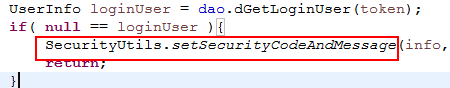 UserInfo loginUser = dao.dGetLoginUser(token);
if( null == loginUser ){
SecurityUtils.setSecurityCodeAndMessage(info,
return;
}